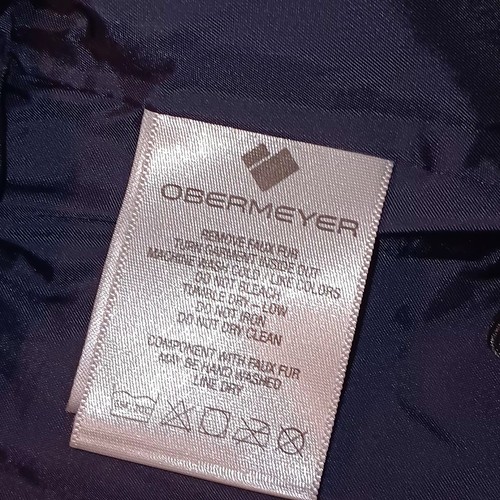 OBERMEYER
REMOVE FAUX FUR
TURN GARMENT INSIDE OUT
MACHINE WASH COLD / LIKE COLORS
DO NOT BLEACH
TUMBLE DRY—LOW
DO NOT IRON
DO NOT DRY CLEAN
COMPONENT WITH FAUX FUR
MAY BE HAND WASHED
LINE DRY